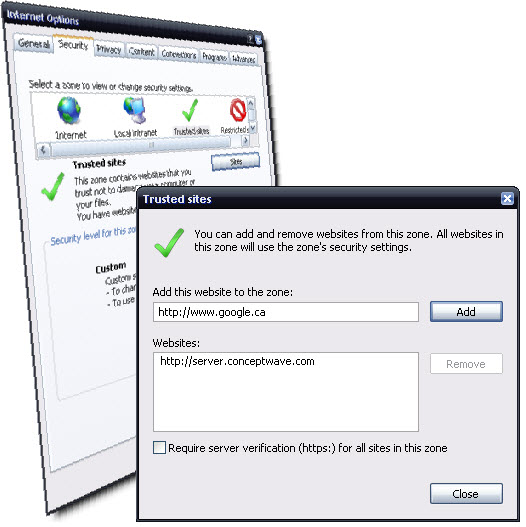 Internet Options
General Security Privacy Content Connections Programs Advanced
Select a zone to view or change security settings.
Internet Local intranet Trusted sites Restricted
Trusted sites
Sites
This zone contains websites that you
trust not to damage your computer or
your files.
You have website
Security level for this zon
Custom
Custom s
- To chan
- To use
Trusted sites
You can add and remove websites from this zone. All websites in
this zone will use the zone's security settings.
Add this website to the zone:
http://www.google.ca
Add
Websites:
http://server.conceptwave.com
Remove
Require server verification (https:) for all sites in this zone
Close